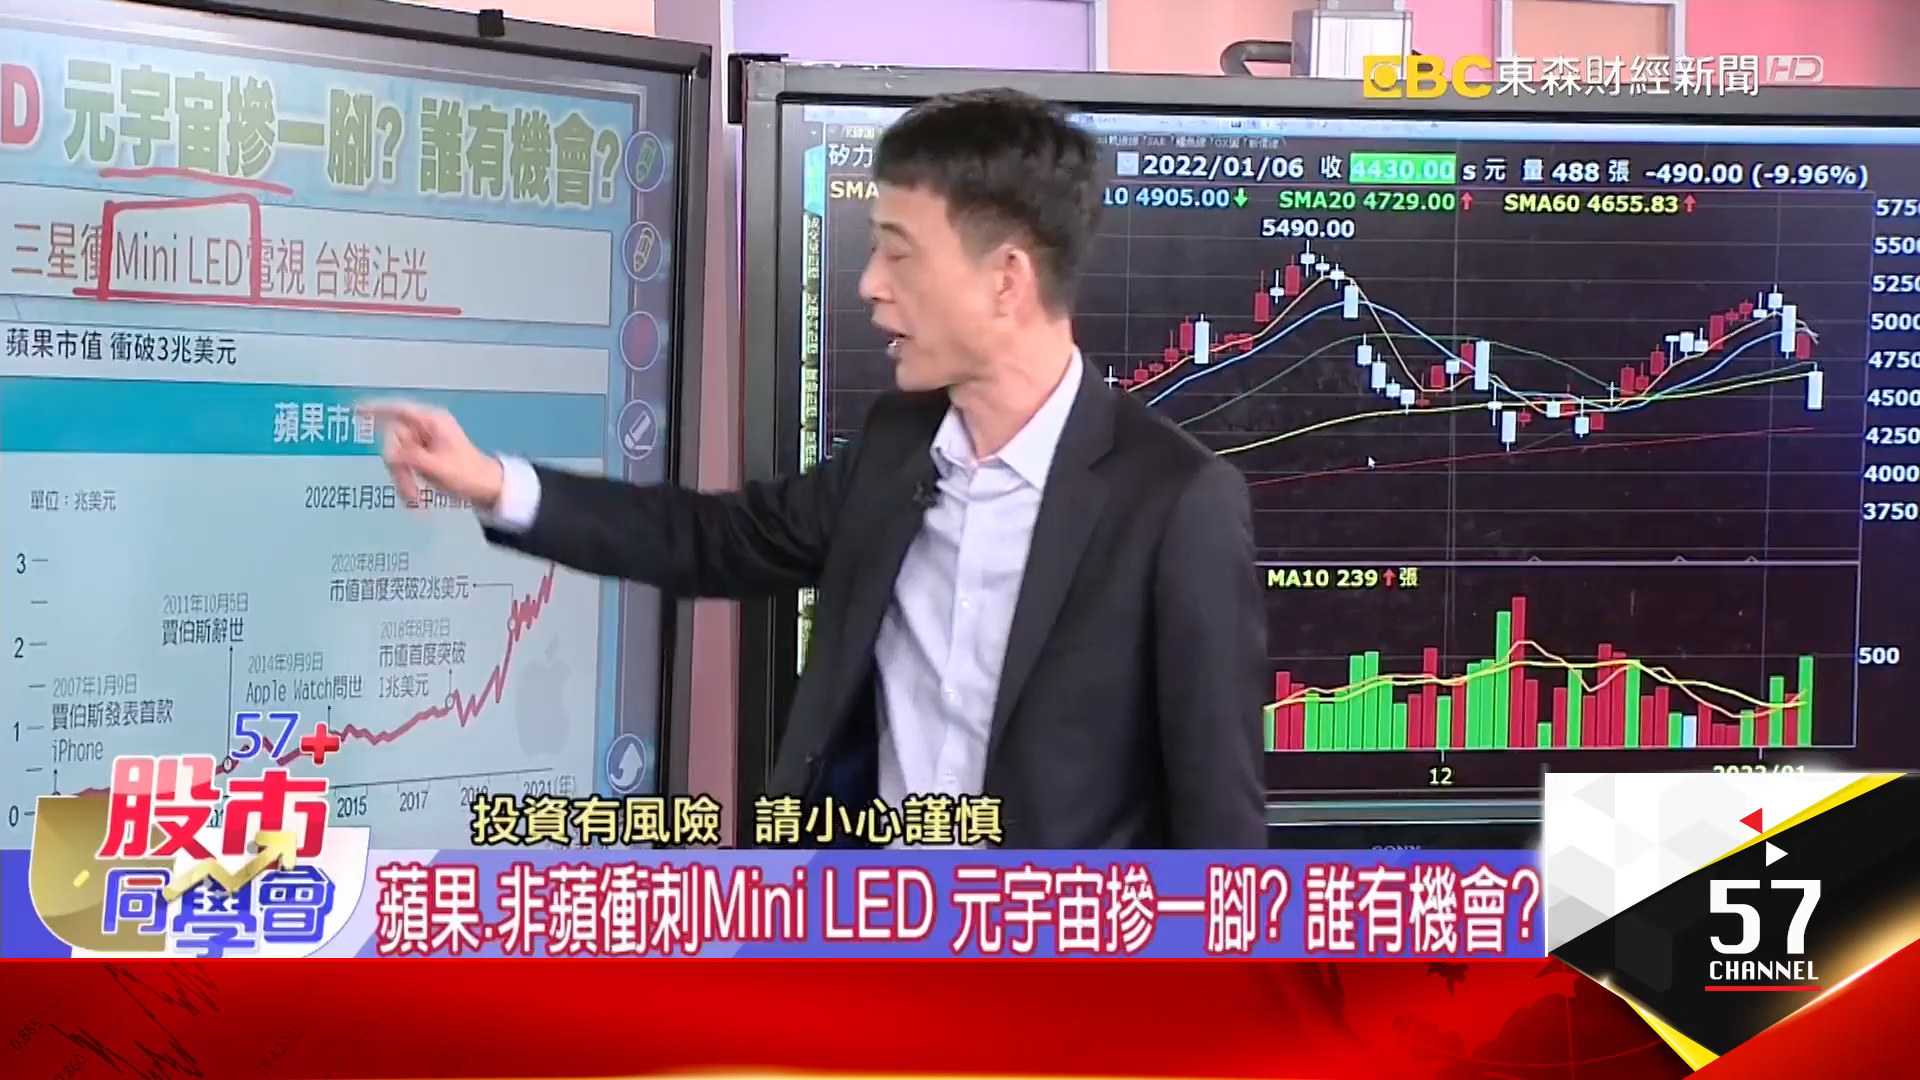 EBC東森財經新聞HD
D 元宇宙摻一腳? 誰有機會?
三星衝Mini LED電視 台鏈沾光
蘋果市值 衝破3兆美元
蘋果市值
單位：兆美元
2022年1月3日
2020年8月19日
市值首度突破2兆美元
2011年10月5日
賈伯斯辭世
2018年8月2日
市值首度突破
1兆美元
2014年9月9日
Apple Watch問世
2007年1月9日
賈伯斯發表首款
iPhone
3
2
1
0
2015
2017
2021(年)
矽力
2022/01/06 收 4430.00 s 元 量 488 張 -490.00 (-9.96%)
SMA
10 4905.00↓ SMA20 4729.00↑ SMA60 4655.83↑
5490.00
575
550
525
500
4750
4500
4250
4000
3750
MA10 239↑張
500
12
2022/01
投資有風險 請小心謹慎
57+
股市
同學會
蘋果.非蘋衝刺Mini LED 元宇宙摻一腳? 誰有機會?
57
CHANNEL